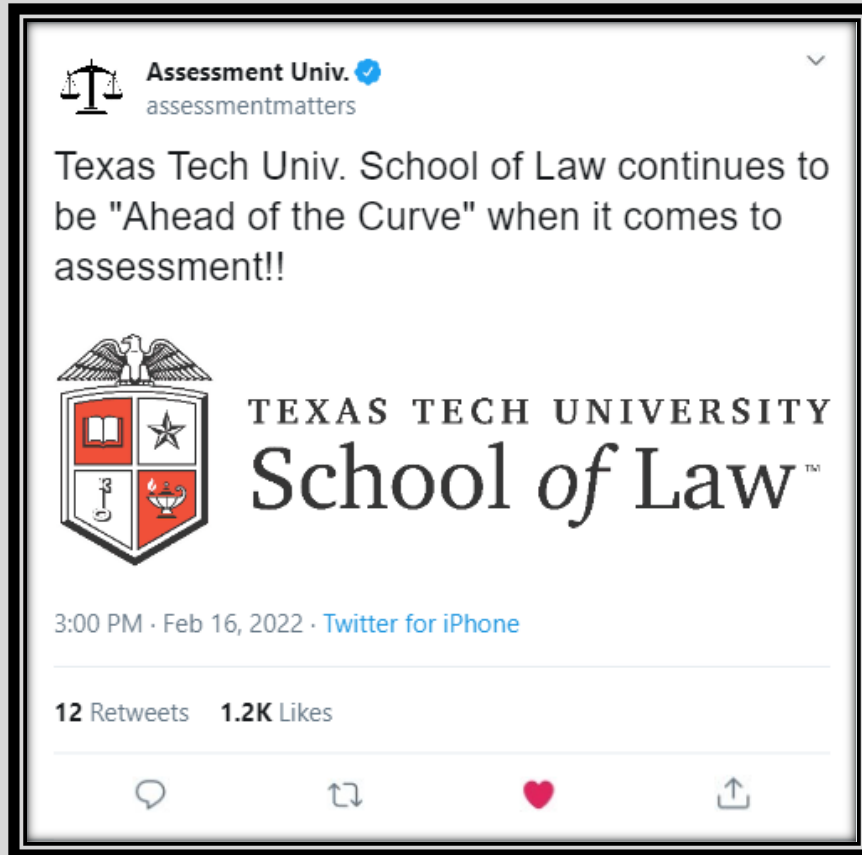 Assessment Univ.
assessmentmatters
Texas Tech Univ. School of Law continues to
be "Ahead of the Curve" when it comes to
assessment!!
TEXAS TECH UNIVERSITY
School of Law™
3:00 PM · Feb 16, 2022 · Twitter for iPhone
12 Retweets 1.2K Likes